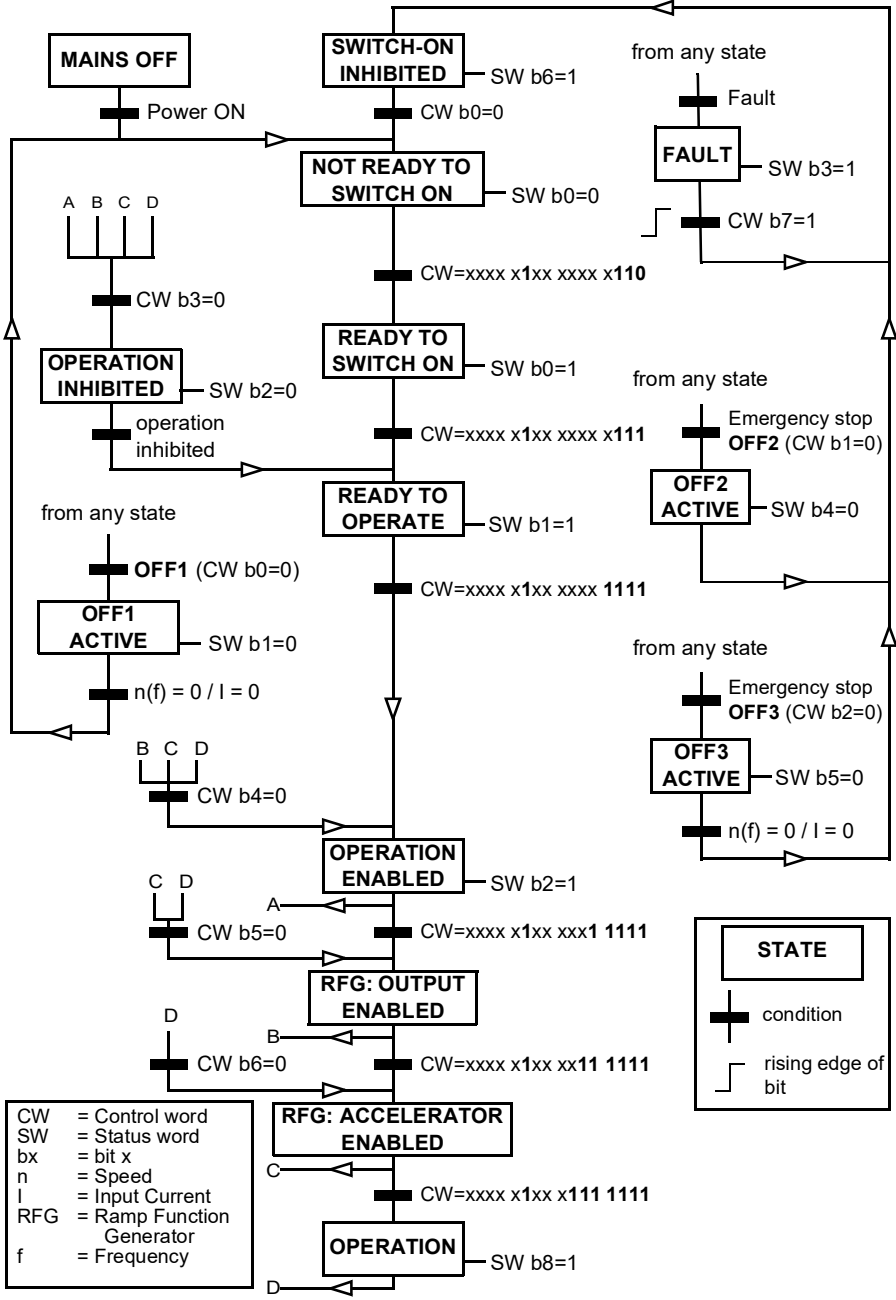 MAINS OFF
Power ON
SWITCH-ON
INHIBITED
SW b6=1
CW b0=0
from any state
Fault
FAULT
SW b3=1
CW b7=1
NOT READY TO
SWITCH ON
SW b0=0
A B C D
CW b3=0
CW=xxxx x1xx xxxx x110
OPERATION
INHIBITED
SW b2=0
operation
inhibited
READY TO
SWITCH ON
SW b0=1
CW=xxxx x1xx xxxx x111
from any state
Emergency stop
OFF2 (CW b1=0)
OFF2
ACTIVE
SW b4=0
READY TO
OPERATE
SW b1=1
from any state
OFF1 (CW b0=0)
OFF1
ACTIVE
SW b1=0
n(f) = 0 / I = 0
CW=xxxx x1xx xxxx 1111
from any state
Emergency stop
OFF3 (CW b2=0)
OFF3
ACTIVE
SW b5=0
n(f) = 0 / I = 0
B C D
CW b4=0
OPERATION
ENABLED
SW b2=1
A
C D
CW b5=0
CW=xxxx x1xx xxx1 1111
RFG: OUTPUT
ENABLED
B
D
CW b6=0
CW=xxxx x1xx xx11 1111
RFG: ACCELERATOR
ENABLED
C
CW=xxxx x1xx x111 1111
OPERATION
SW b8=1
D
STATE
condition
rising edge of
bit
CW = Control word
SW = Status word
bx = bit x
n = Speed
I = Input Current
RFG = Ramp Function
Generator
f = Frequency